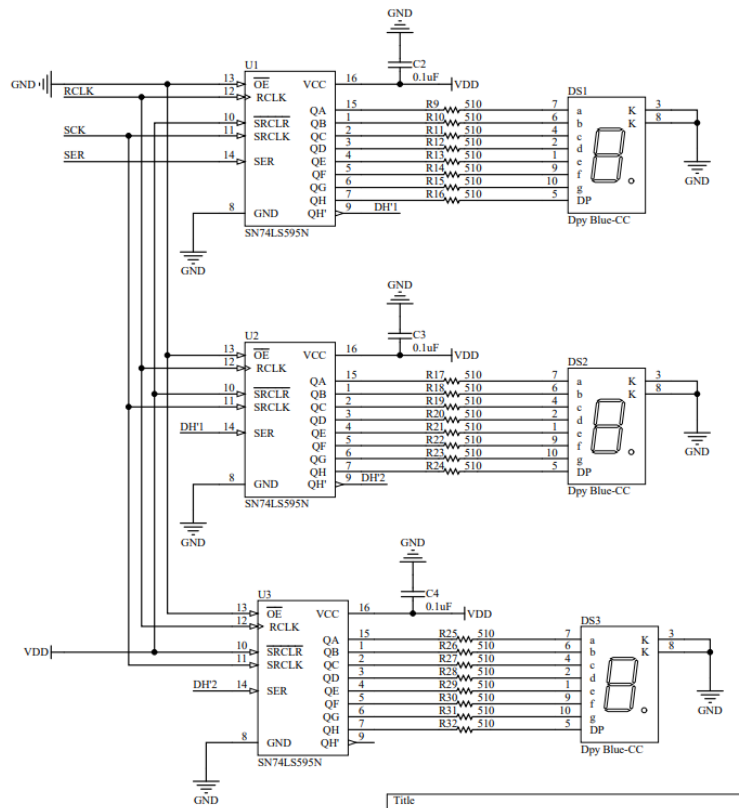 GND
C2
0.1uF
VDD
U1
GND
13 OE VCC 16
RCLK 12 RCLK
QA 15 R9 510 7 a K 3
DS1
10 SRCLR QB 1 R10 510 6 b K 8
SCK 11 SRCLK QC 2 R11 510 4 c
QD 3 R12 510 2 d
SER 14 SER QE 4 R13 510 1 e
QF 5 R14 510 9 f
QG 6 R15 510 10 g
QH 7 R16 510 5 DP
8 GND QH' 9 DH'1
GND
Dpy Blue-CC
SN74LS595N
GND
GND
C3
0.1uF
VDD
U2
13 OE VCC 16
12 RCLK
DS2
QA 15 R17 510 7 a K 3
10 SRCLR QB 1 R18 510 6 b K 8
11 SRCLK QC 2 R19 510 4 c
QD 3 R20 510 2 d
DH'1 14 SER QE 4 R21 510 1 e
QF 5 R22 510 9 f
QG 6 R23 510 10 g
QH 7 R24 510 5 DP
8 GND QH' 9 DH'2
GND
Dpy Blue-CC
SN74LS595N
GND
GND
C4
0.1uF
VDD
U3
13 OE VCC 16
12 RCLK
DS3
QA 15 R25 510 7 a K 3
VDD 10 SRCLR QB 1 R26 510 6 b K 8
11 SRCLK QC 2 R27 510 4 c
QD 3 R28 510 2 d
DH'2 14 SER QE 4 R29 510 1 e
QF 5 R30 510 9 f
QG 6 R31 510 10 g
QH 7 R32 510 5 DP
8 GND QH' 9
GND
Dpy Blue-CC
SN74LS595N
GND
Title